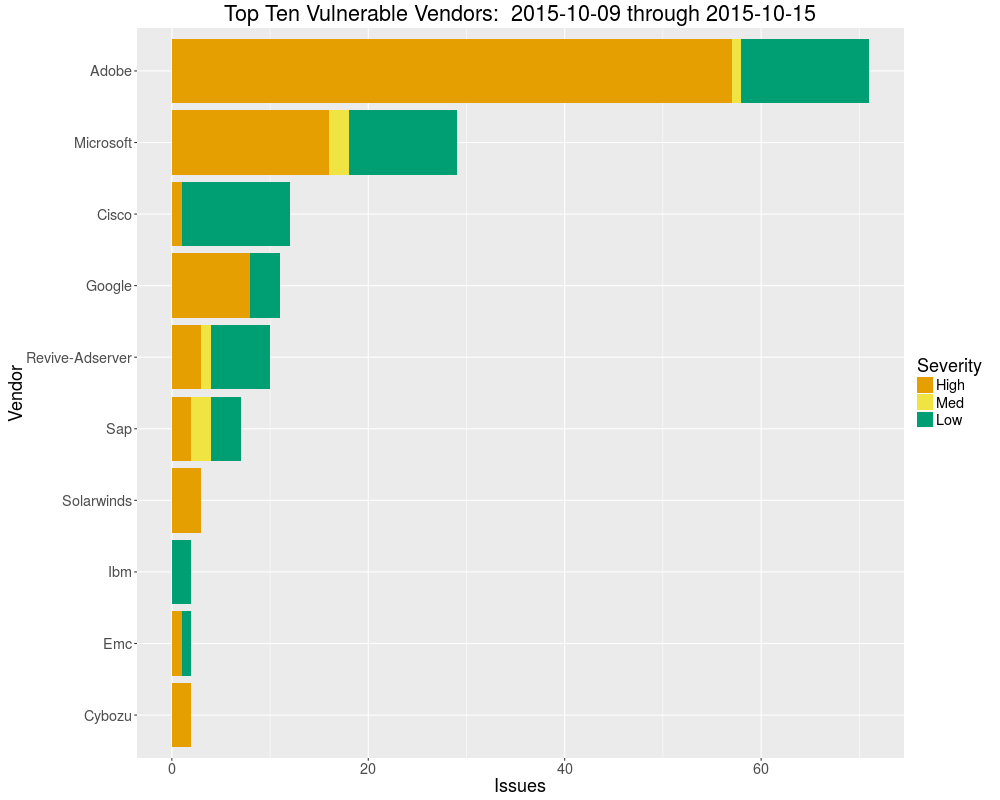 Top Ten Vulnerable Vendors:  2015-10-09 through 2015-10-15
Vendor
Adobe
Microsoft
Cisco
Google
Revive-Adserver
Sap
Solarwinds
Ibm
Emc
Cybozu
0 20 40 60
Issues
Severity
High
Med
Low